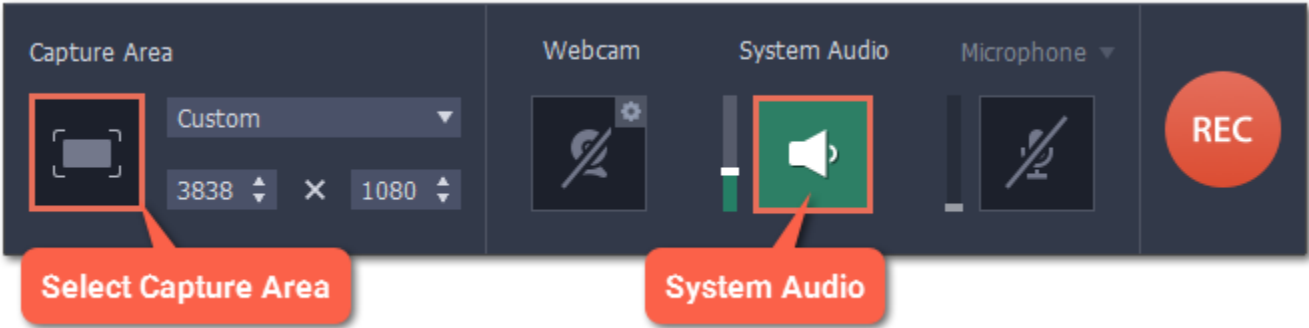 Capture Area
Webcam
System Audio
Microphone
Custom
3838 × 1080
REC
Select Capture Area
System Audio